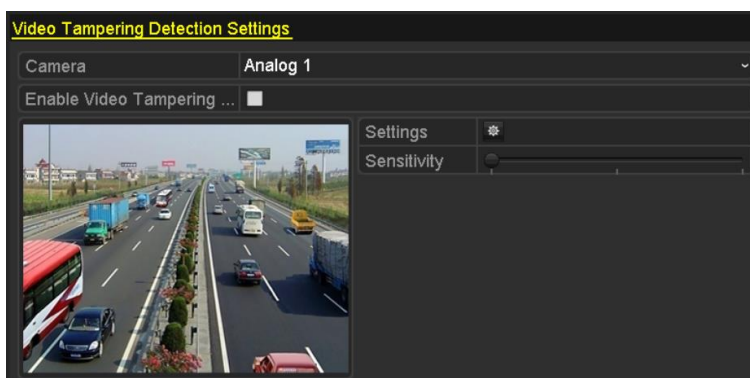 Video Tampering Detection Settings
Camera Analog 1
Enable Video Tampering ...
Settings
Sensitivity